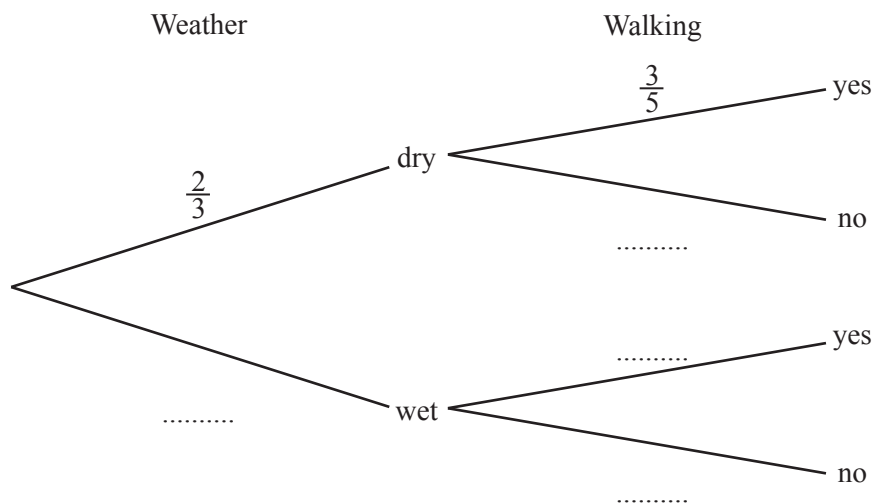 Weather Walking
3/5
yes
dry
2/3
no
..........
yes
..........
wet
..........
no
..........